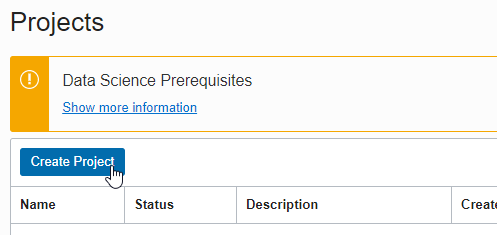 Projects
Data Science Prerequisites
Show more information
Create Project
Name Status Description